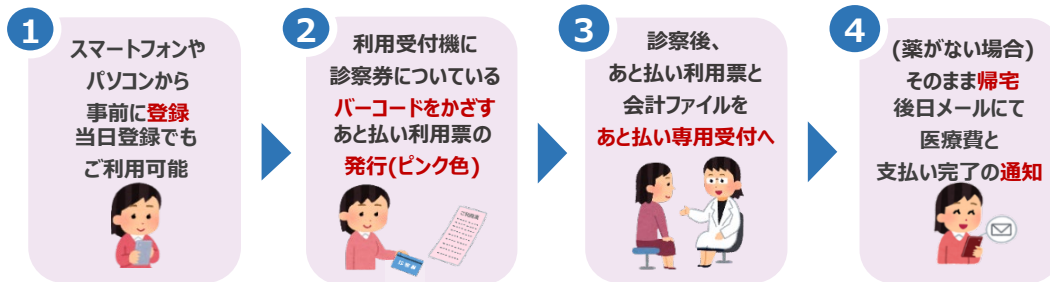 1
スマートフォンや
パソコンから
事前に登録
当日登録でも
ご利用可能
2
利用受付機に
診察券についている
バーコードをかざす
あと払い利用票の
発行(ピンク色)
3
診察後、
あと払い利用票と
会計ファイルを
あと払い専用受付へ
4
(薬がない場合)
そのまま帰宅
後日メールにて
医療費と
支払い完了の通知